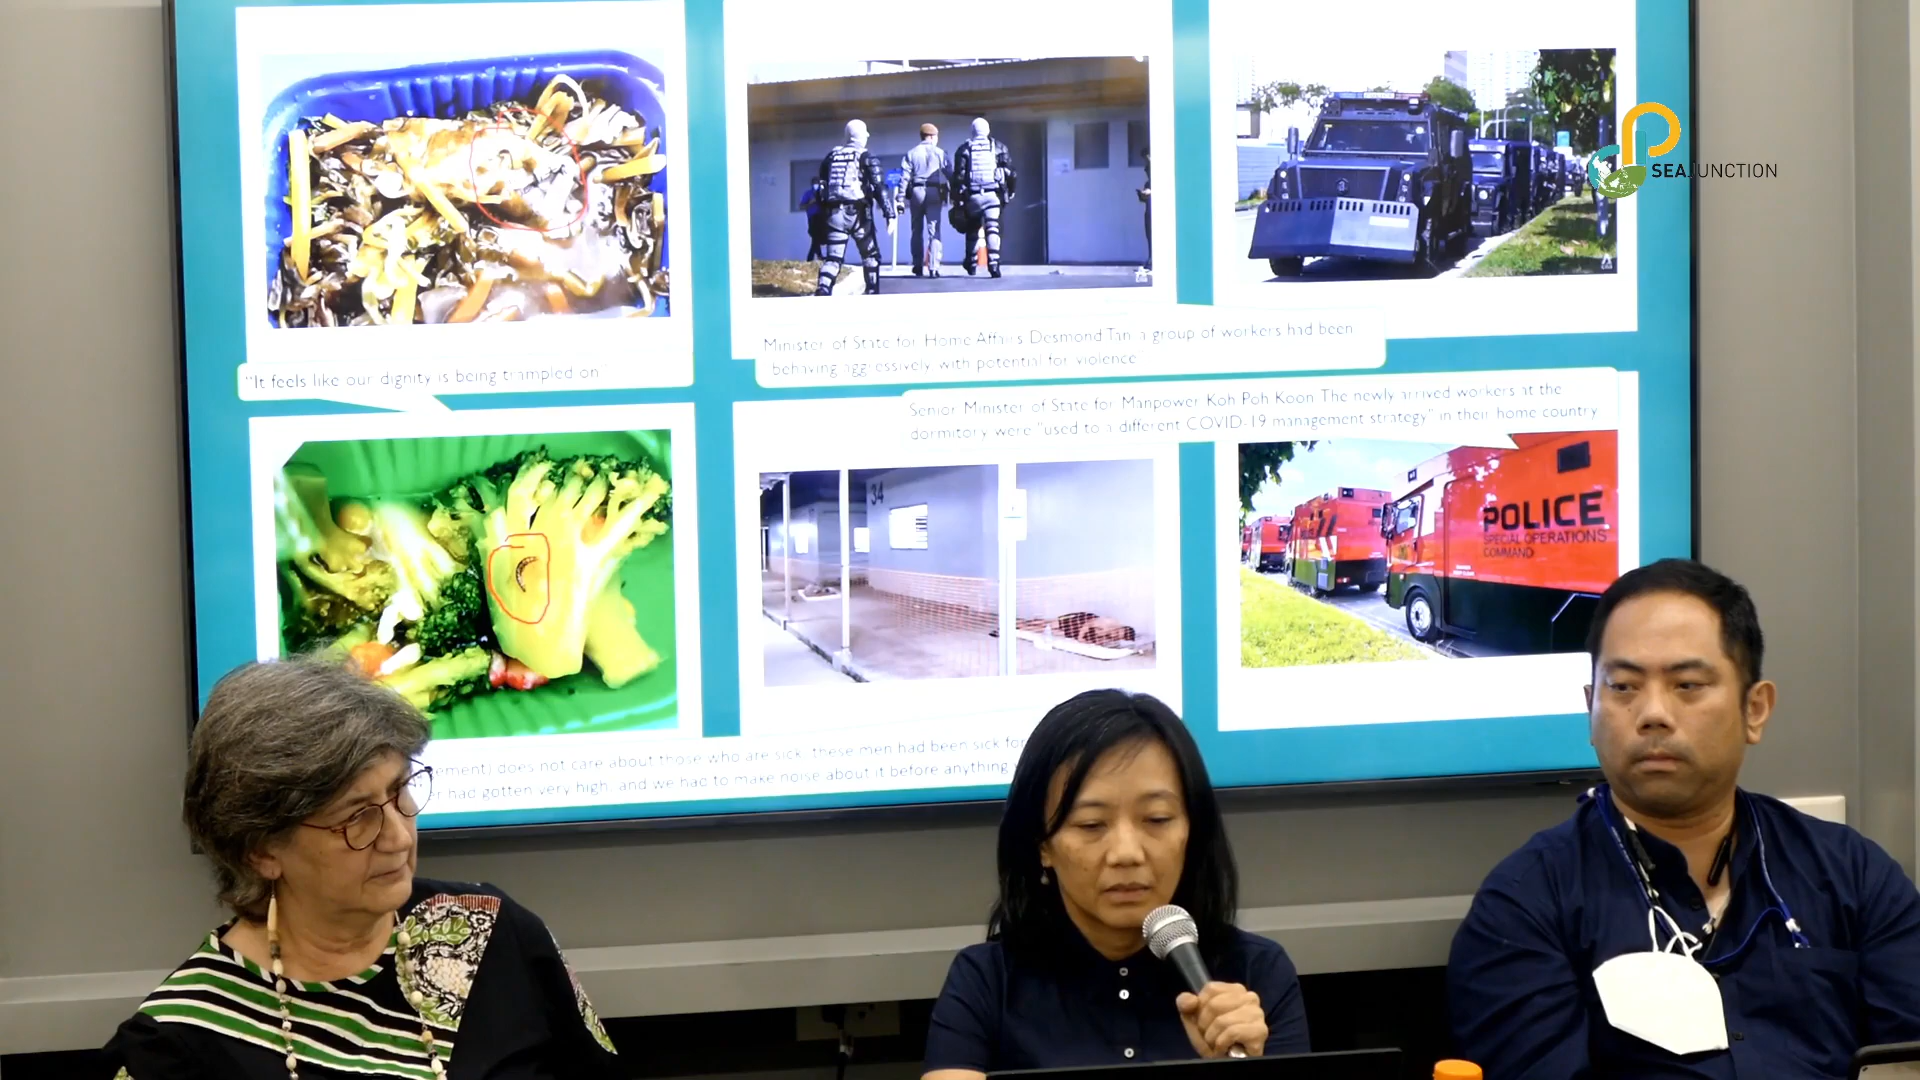 SEAJUNCTION
Minister of State for Home Affairs Desmond Tan a group of workers had been
behaving aggressively with potential for violence
"It feels like our dignity is being trampled on"
Senior Minister of State for Manpower Koh Poh Koon The newly arrived workers at the
dormitory were "used to a different COVID-19 management strategy" in their home country
34
POLICE
SPECIAL OPERATIONS
COMMAND
ement) does not care about those who are sick, these men had been sick for
er had gotten very high, and we had to make noise about it before anything